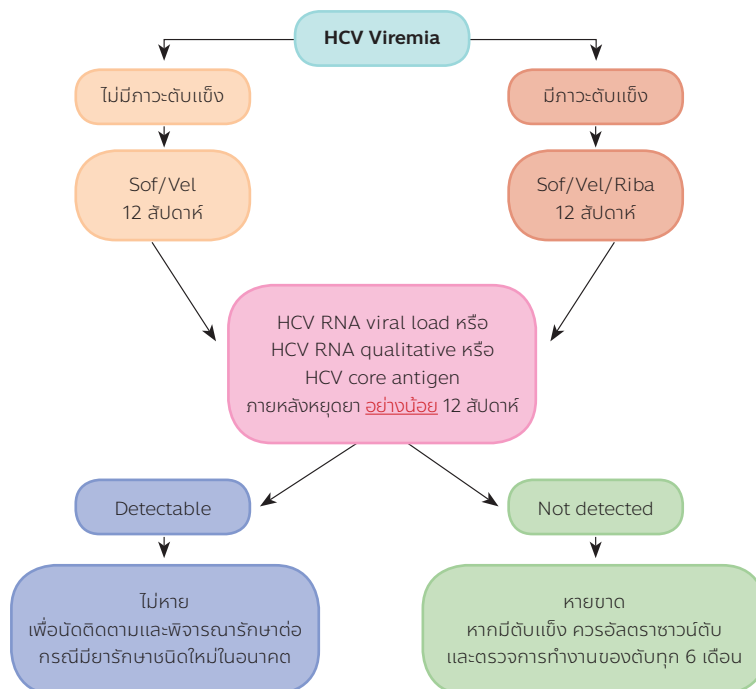 HCV Viremia
ไม่มีภาวะตับแข็ง
มีภาวะตับแข็ง
Sof/Vel
12 สัปดาห์
Sof/Vel/Riba
12 สัปดาห์
HCV RNA viral load หรือ
HCV RNA qualitative หรือ
HCV core antigen
ภายหลังหยุดยา อย่างน้อย 12 สัปดาห์
Detectable
Not detected
ไม่หาย
เพื่อนัดติดตามและพิจารณารักษาต่อ
กรณีมียารักษาชนิดใหม่ในอนาคต
หายขาด
หากมีตับแข็ง ควรอัลตราซาวน์ตับ
และตรวจการทำงานของตับทุก 6 เดือน